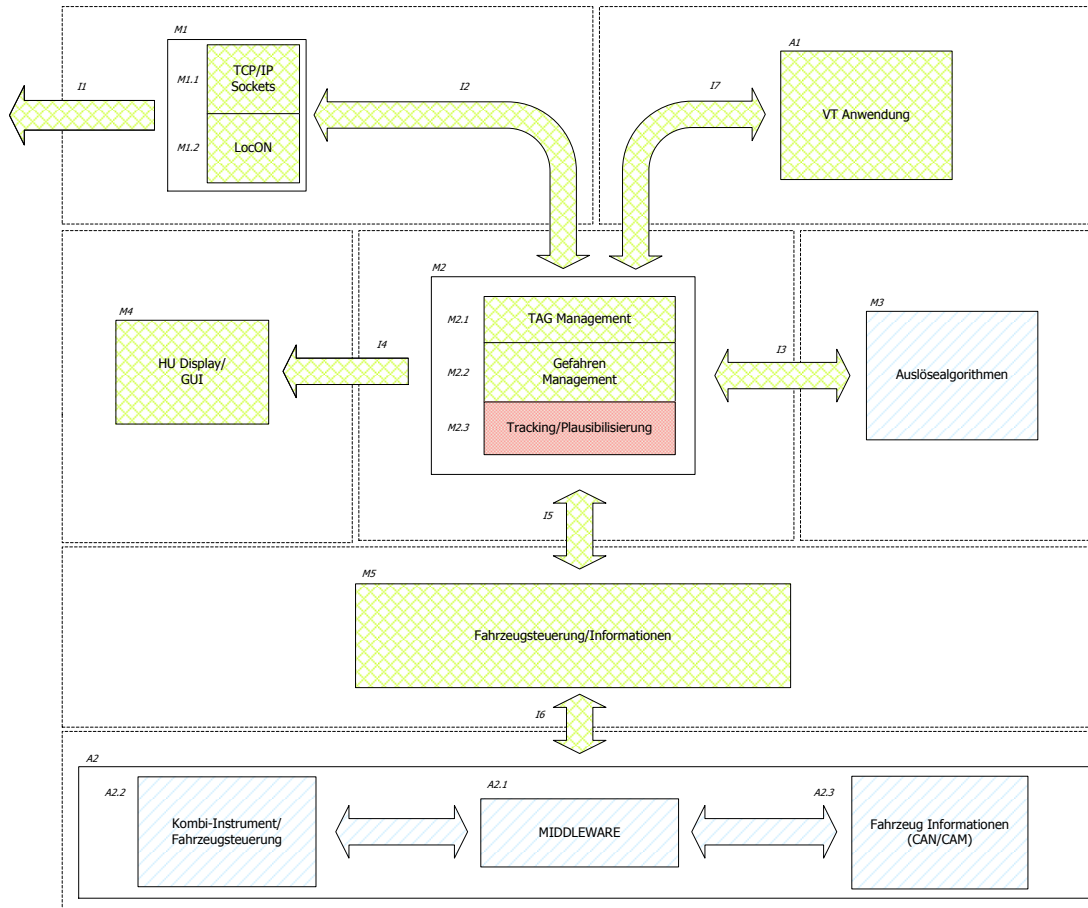 M1
A1
M1.1
TCP/IP
Sockets
I1
I2
I7
VT Anwendung
M1.2
LocON
M2
M4
M3
M2.1
TAG Management
HU Display/
GUI
I4
M2.2
Gefahren
Management
I3
Auslösealgorithmen
M2.3
Tracking/Plausibilisierung
I5
M5
Fahrzeugsteuerung/Informationen
I6
A2
A2.2
A2.1
A2.3
Kombi-Instrument/
Fahrzeugsteuerung
MIDDLEWARE
Fahrzeug Informationen
(CAN/CAM)